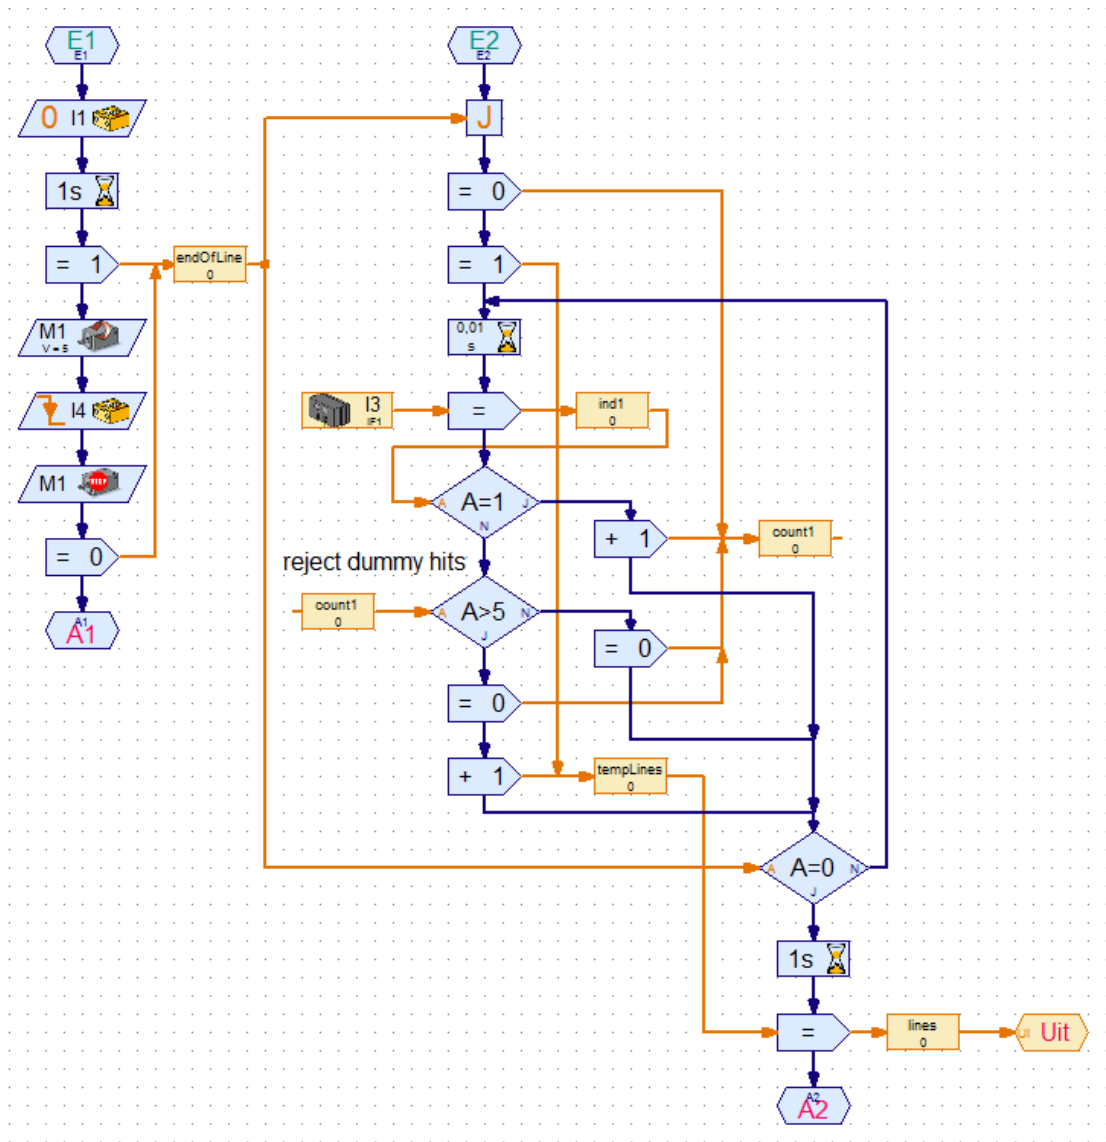 E1
E1
0 I1
1s
= 1
endOfLine
0
M1
V = 5
I4
M1
= 0
A1
A1
E2
E2
J
= 0
= 1
0,01
s
I3
IF1
=
ind1
0
A
A=1
J
N
+ 1
count1
0
reject dummy hits
count1
0
A
A>5
N
J
= 0
= 0
+ 1
tempLines
0
A
A=0
N
J
1s
=
lines
0
UI
Uit
A2
A2